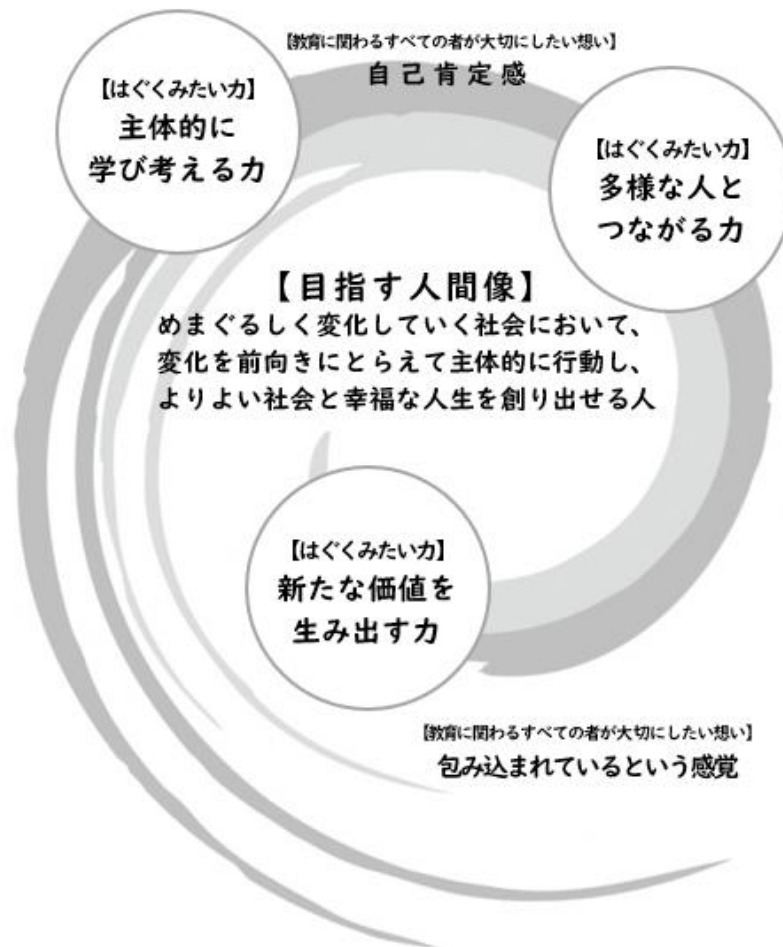 【教育に関わるすべての者が大切にしたい想い】
自己肯定感
【はぐくみたい力】
主体的に
学び考える力
【はぐくみたい力】
多様な人と
つながる力
【目指す人間像】
めまぐるしく変化していく社会において、
変化を前向きにとらえて主体的に行動し、
よりよい社会と幸福な人生を創り出せる人
【はぐくみたい力】
新たな価値を
生み出す力
【教育に関わるすべての者が大切にしたい想い】
包み込まれているという感覚